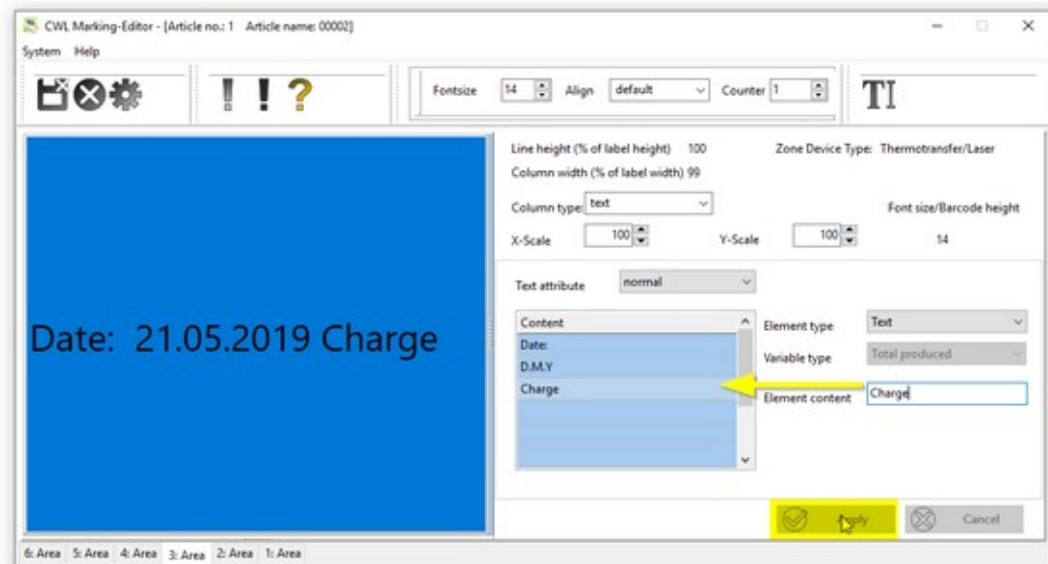 CWL Marking-Editor - [Article no.: 1 Article name: 00002]
System Help
Fontsize 14 Align default Counter 1 TI
Line height (% of label height) 100 Zone Device Type: Thermotransfer/Laser
Column width (% of label width) 99
Column type: text Font size/Barcode height
X-Scale 100 Y-Scale 100 14
Text attribute normal
Content
Date:
D.M.Y
Charge
Element type Text
Variable type Total produced
Element content Charge
Date: 21.05.2019 Charge
Apply Cancel
6: Area 5: Area 4: Area 3: Area 2: Area 1: Area